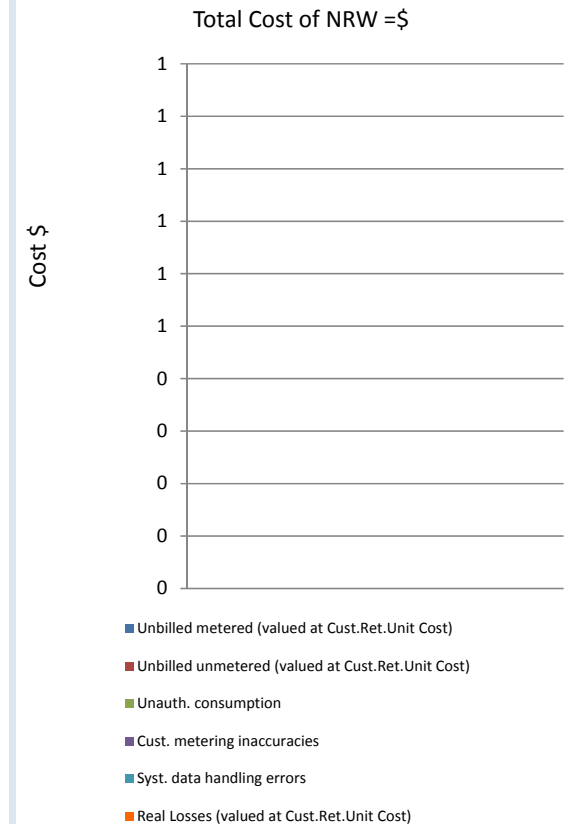 Total Cost of NRW =$
Cost $
1
1
1
1
1
1
0
0
0
0
0
Unbilled metered (valued at Cust.Ret.Unit Cost)
Unbilled unmetered (valued at Cust.Ret.Unit Cost)
Unauth. consumption
Cust. metering inaccuracies
Syst. data handling errors
Real Losses (valued at Cust.Ret.Unit Cost)